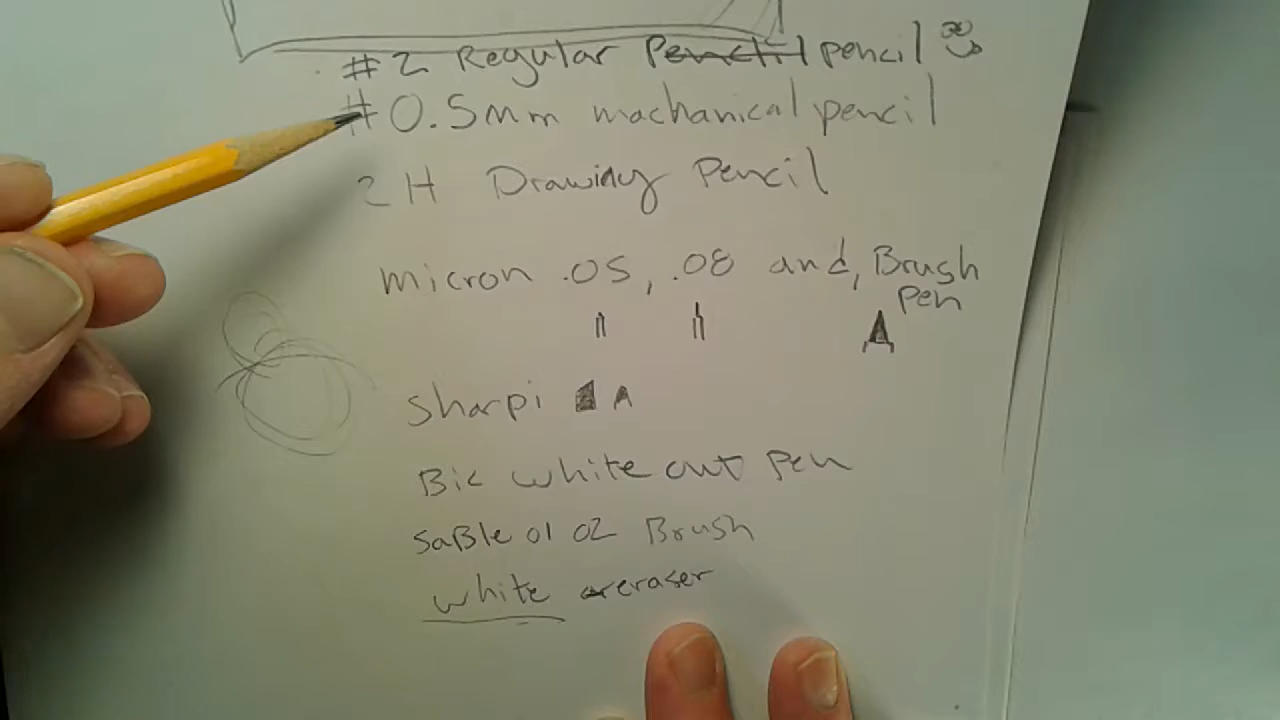 #2 Regular Pencil pencil
#0.5mm machanical pencil
2H Drawing Pencil
micron .05, .08 and, Brush
Pen
sharpi
Bic white out Pen
SaBle 01 02 Brush
white eraser